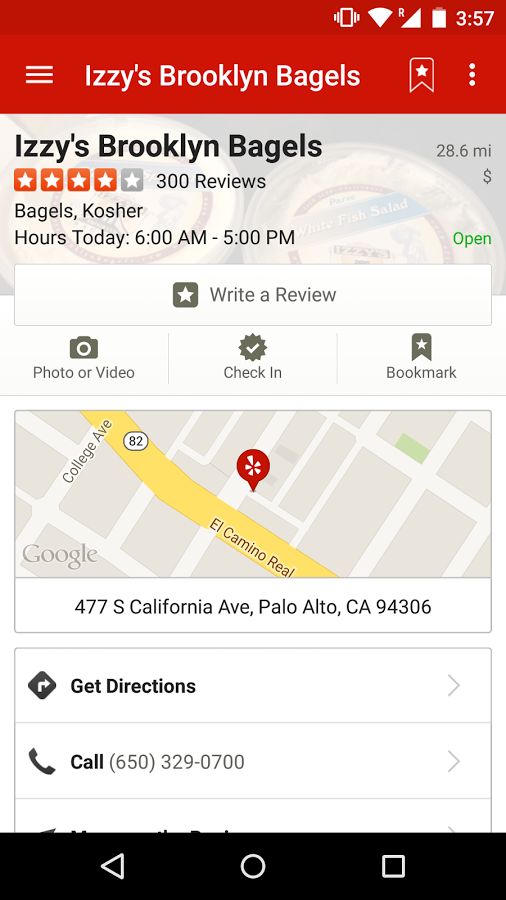 R 3:57
Izzy's Brooklyn Bagels
Izzy's Brooklyn Bagels
28.6 mi
300 Reviews
$
Bagels, Kosher
Parve
White Fish Salad
IZZY'S
Hours Today: 6:00 AM - 5:00 PM
Open
Write a Review
Photo or Video
Check In
Bookmark
College Ave
82
El Camino Real
Google
477 S California Ave, Palo Alto, CA 94306
Get Directions
Call (650) 329-0700